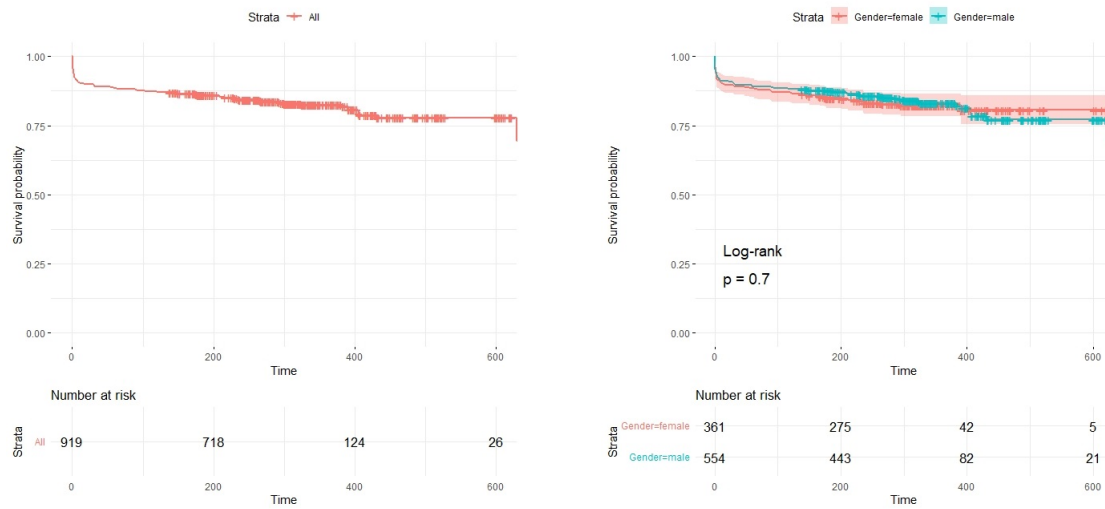 Strata All
1.00
0.75
0.50
0.25
0.00
Survival probability
0 200 400 600
Time
Number at risk
Strata
All 919 718 124 26
0 200 400 600
Time
Strata Gender=female Gender=male
1.00
0.75
0.50
0.25
0.00
Survival probability
Log-rank
p = 0.7
0 200 400 600
Time
Number at risk
Strata
Gender=female 361 275 42 5
Gender=male 554 443 82 21
0 200 400 600
Time